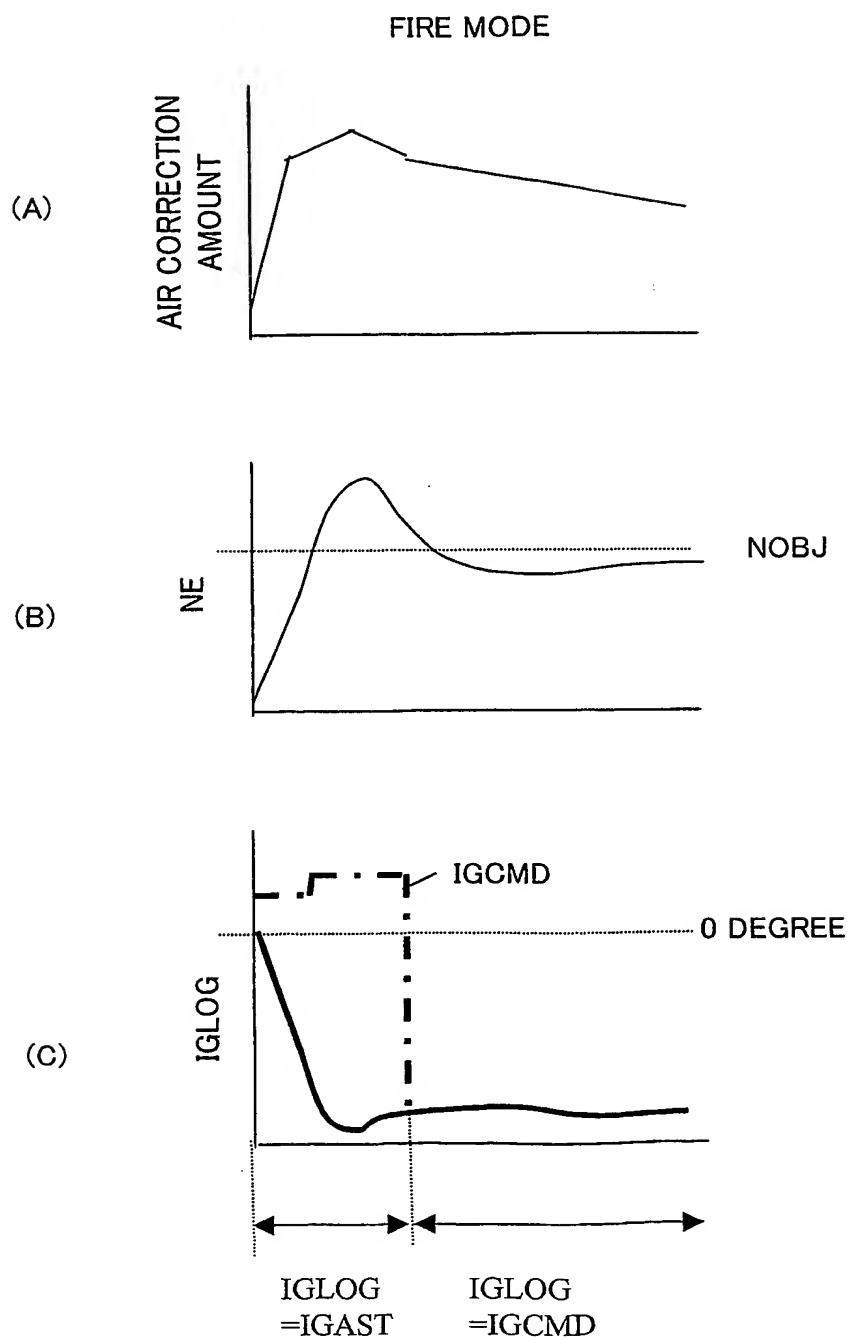 FIRE MODE
(A)
AIR CORRECTION
AMOUNT
(B)
NE
NOBJ
(C)
IGLOG
IGCMD
0 DEGREE
IGLOG
=IGAST
IGLOG
=IGCMD